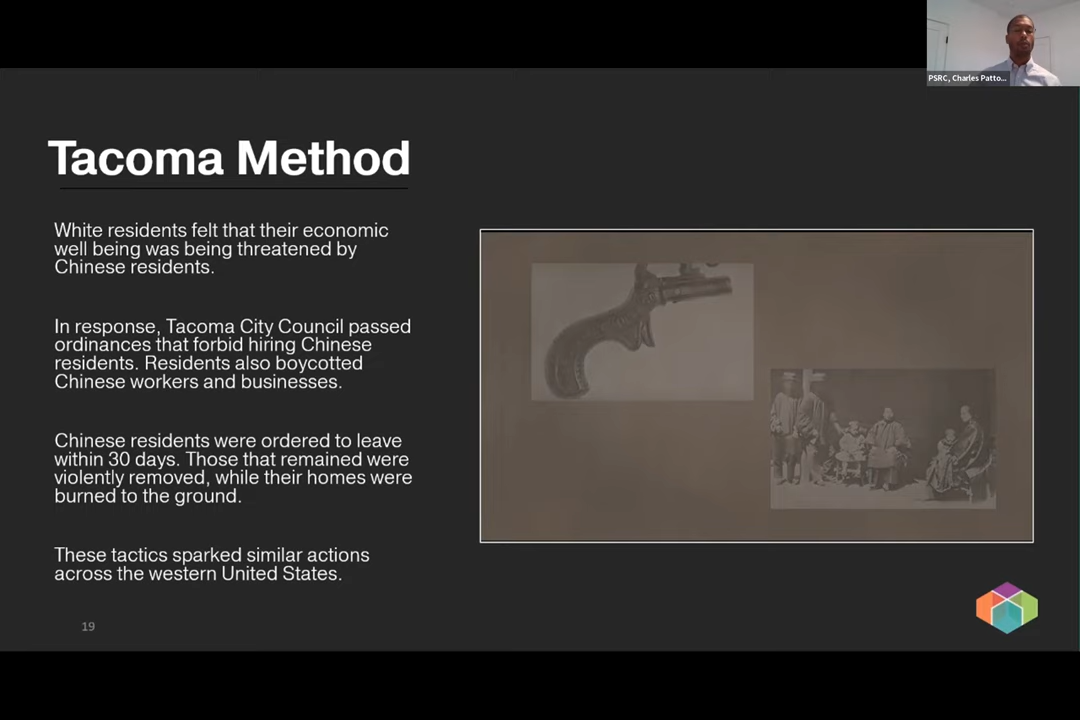 PSRC, Charles Patto...
Tacoma Method
White residents felt that their economic
well being was being threatened by
Chinese residents.
In response, Tacoma City Council passed
ordinances that forbid hiring Chinese
residents. Residents also boycotted
Chinese workers and businesses.
Chinese residents were ordered to leave
within 30 days. Those that remained were
violently removed, while their homes were
burned to the ground.
These tactics sparked similar actions
across the western United States.
19